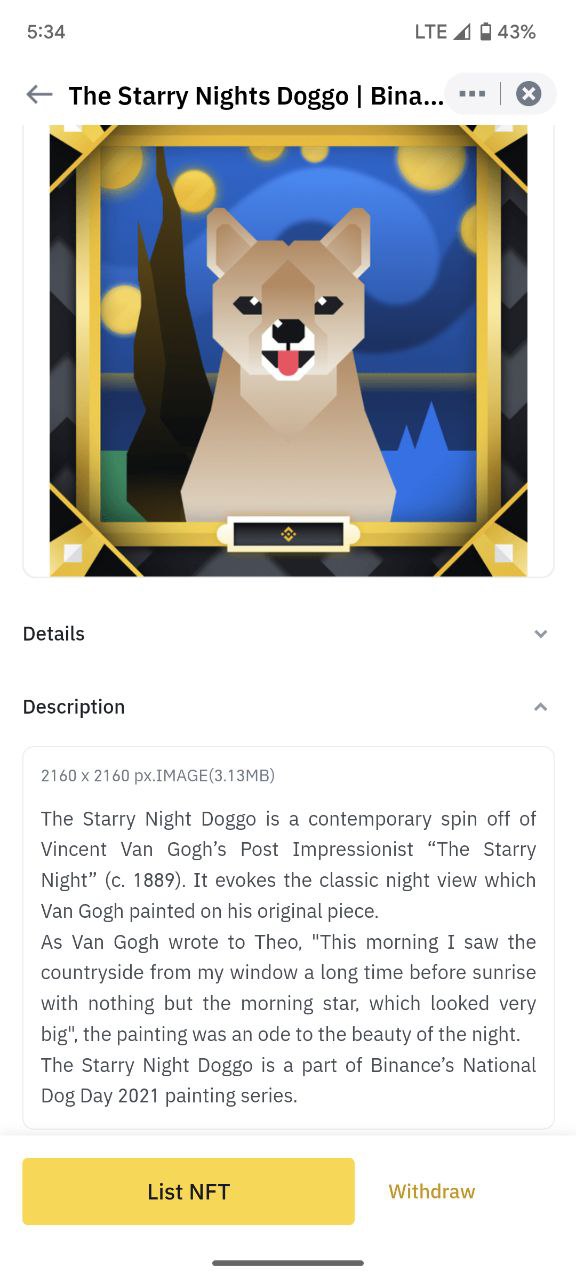 5:34
LTE 43%
The Starry Nights Doggo | Bina...
Details
Description
2160 x 2160 px.IMAGE(3.13MB)
The Starry Night Doggo is a contemporary spin off of
Vincent Van Gogh’s Post Impressionist “The Starry
Night” (c. 1889). It evokes the classic night view which
Van Gogh painted on his original piece.
As Van Gogh wrote to Theo, "This morning I saw the
countryside from my window a long time before sunrise
with nothing but the morning star, which looked very
big", the painting was an ode to the beauty of the night.
The Starry Night Doggo is a part of Binance’s National
Dog Day 2021 painting series.
List NFT
Withdraw